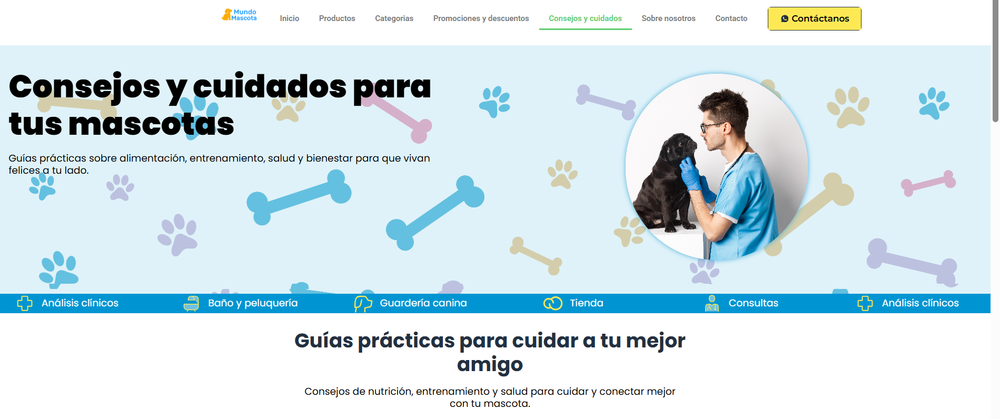 Mundo
Mascota
Inicio
Productos
Categorias
Promociones y descuentos
Consejos y cuidados
Sobre nosotros
Contacto
Contáctanos
Consejos y cuidados para
tus mascotas
Guías prácticas sobre alimentación, entrenamiento, salud y bienestar para que vivan
felices a tu lado.
Análisis clínicos
Baño y peluquería
Guardería canina
Tienda
Consultas
Análisis clínicos
Guías prácticas para cuidar a tu mejor
amigo
Consejos de nutrición, entrenamiento y salud para cuidar y conectar mejor
con tu mascota.